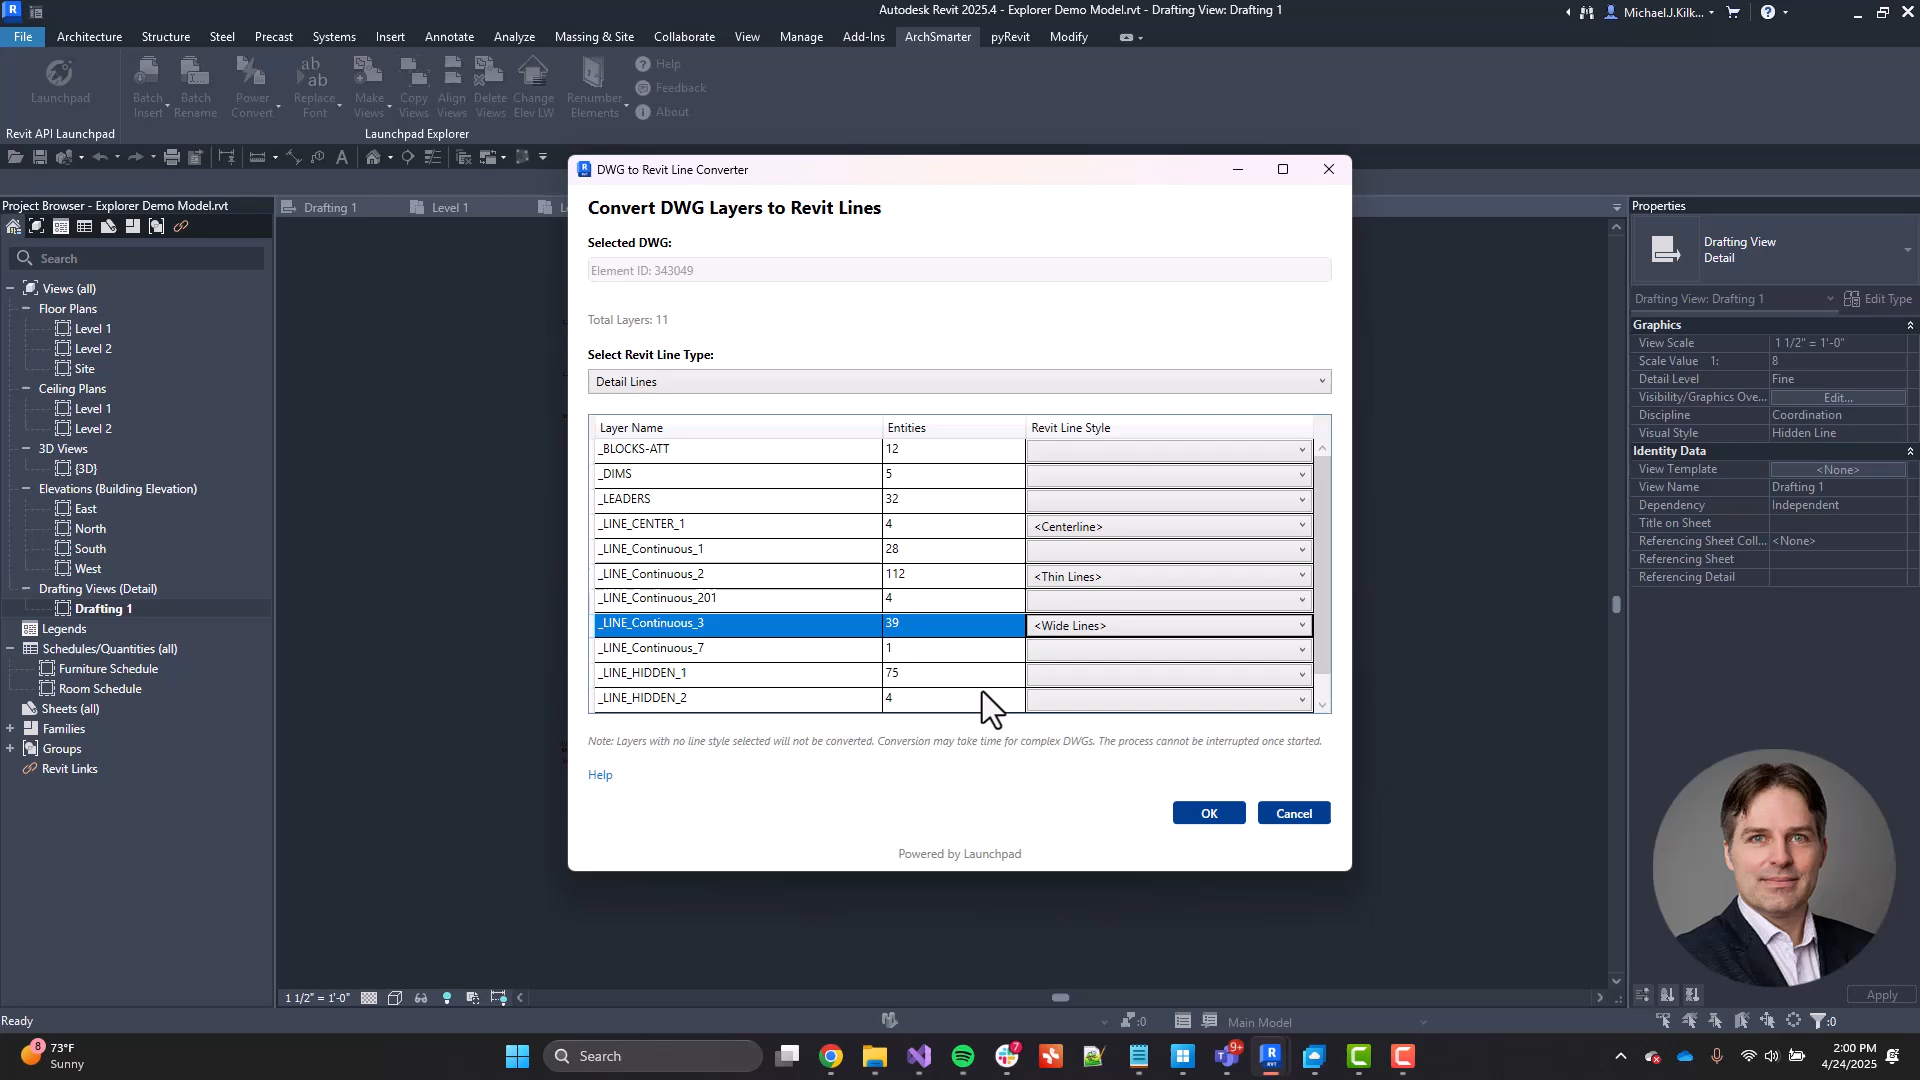 Autodesk Revit 2025.4 - Explorer Demo Model.rvt - Drafting View: Drafting 1
Michael.J.Kilk...
File Architecture Structure Steel Precast Systems Insert Annotate Analyze Massing & Site Collaborate View Manage Add-Ins ArchSmarter pyRevit Modify
Launchpad
Batch Insert
Batch Rename
Power Convert
Replace Font
Make Views
Copy Views
Align Views
Delete Views
Change Elev LW
Renumber Elements
Help
Feedback
About
Revit API Launchpad
Launchpad Explorer
Project Browser - Explorer Demo Model.rvt
Search
Views (all)
Floor Plans
Level 1
Level 2
Site
Ceiling Plans
Level 1
Level 2
3D Views
{3D}
Elevations (Building Elevation)
East
North
South
West
Drafting Views (Detail)
Drafting 1
Legends
Schedules/Quantities (all)
Furniture Schedule
Room Schedule
Sheets (all)
Families
Groups
Revit Links
Drafting 1
Level 1
DWG to Revit Line Converter
Convert DWG Layers to Revit Lines
Selected DWG:
Element ID: 343049
Total Layers: 11
Select Revit Line Type:
Detail Lines
Layer Name Entities Revit Line Style
_BLOCKS-ATT 12
_DIMS 5
_LEADERS 32
_LINE_CENTER_1 4 <Centerline>
_LINE_Continuous_1 28
_LINE_Continuous_2 112 <Thin Lines>
_LINE_Continuous_201 4
_LINE_Continuous_3 39 <Wide Lines>
_LINE_Continuous_7 1
_LINE_HIDDEN_1 75
_LINE_HIDDEN_2 4
Note: Layers with no line style selected will not be converted. Conversion may take time for complex DWGs. The process cannot be interrupted once started.
Help
OK Cancel
Powered by Launchpad
Properties
Drafting View
Detail
Drafting View: Drafting 1 Edit Type
Graphics
View Scale 1 1/2" = 1'-0"
Scale Value 1: 8
Detail Level Fine
Visibility/Graphics Ove... Edit...
Discipline Coordination
Visual Style Hidden Line
Identity Data
View Template <None>
View Name Drafting 1
Dependency Independent
Title on Sheet
Referencing Sheet Coll... <None>
Referencing Sheet
Referencing Detail
Apply
1 1/2" = 1'-0"
Ready
:0
Main Model
:0
8
73°F
Sunny
Search
7
9+
2:00 PM
4/24/2025